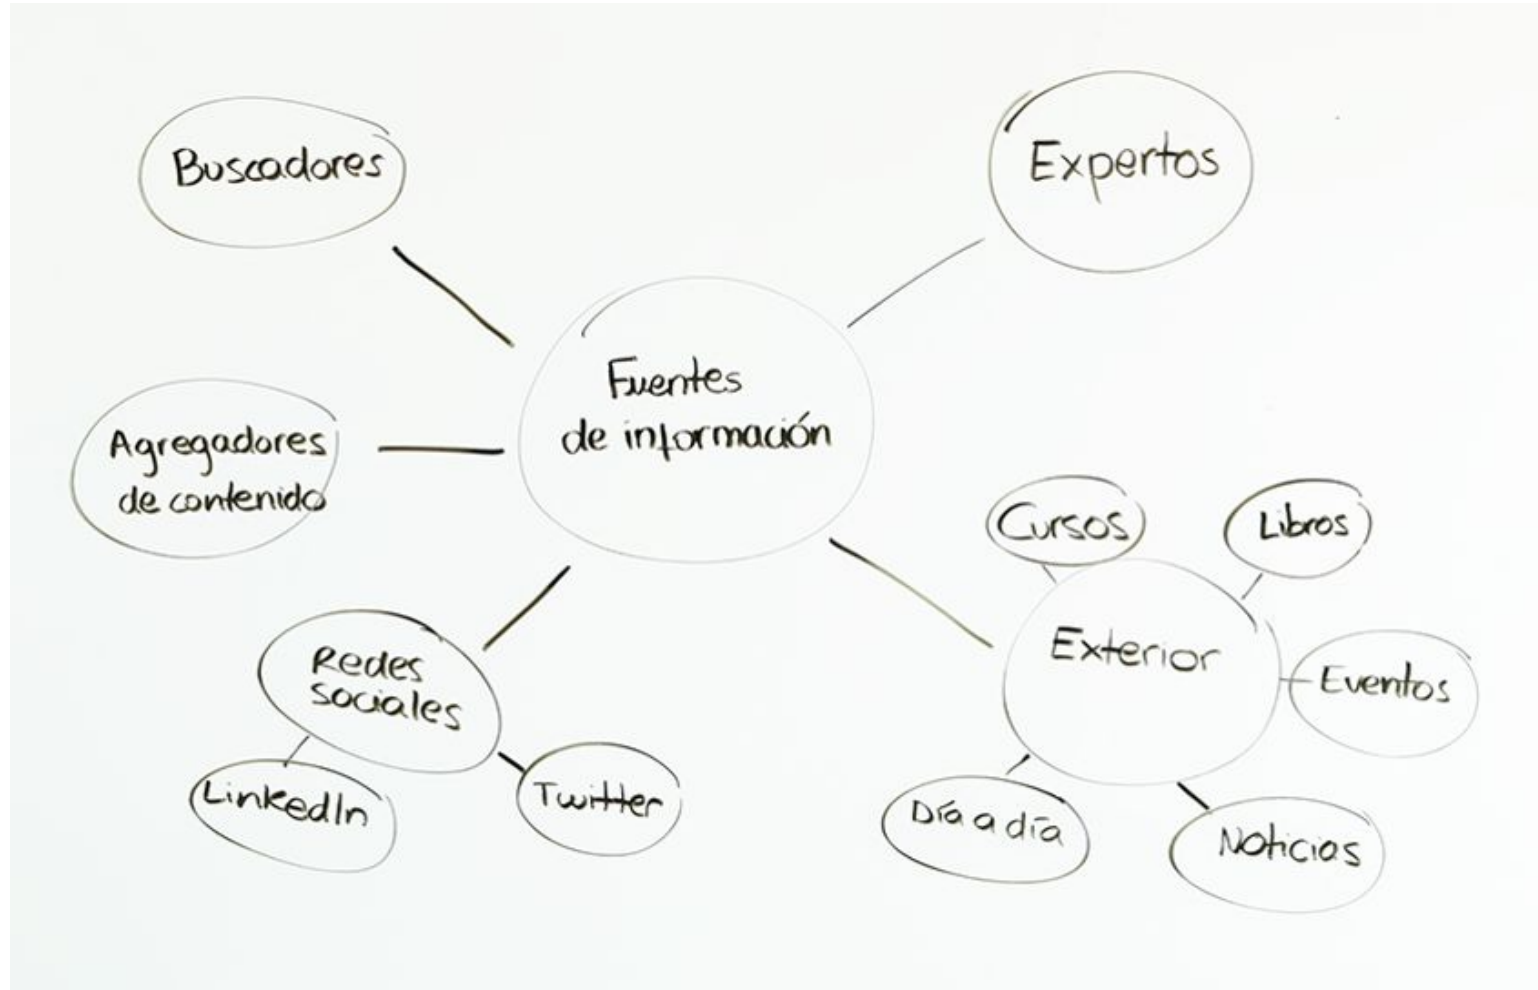 Buscadores
Expertos
Fuentes
de información
Agregadores
de contenido
Cursos
Libros
Exterior
Eventos
Redes
sociales
LinkedIn
Twitter
Día a día
Noticias